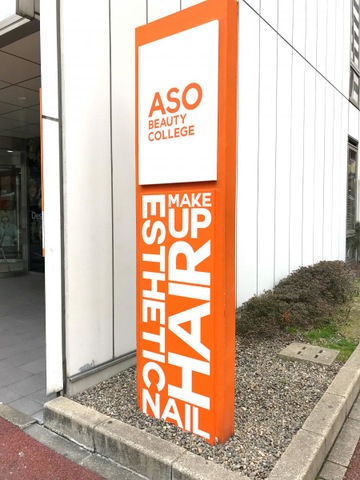 ASO
BEAUTY
COLLEGE
MAKE
UP
ESTHETIC
HAIR
NAIL